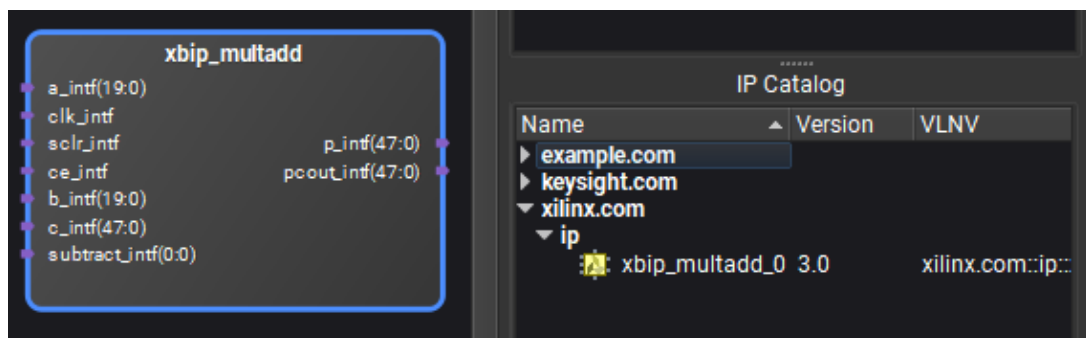 xbip_multadd
a_intf(19:0)
clk_intf
sclr_intf
p_intf(47:0)
ce_intf
pcout_intf(47:0)
b_intf(19:0)
c_intf(47:0)
subtract_intf(0:0)
IP Catalog
Name Version VLNV
example.com
keysight.com
xilinx.com
ip
xbip_multadd_0 3.0 xilinx.com::ip::